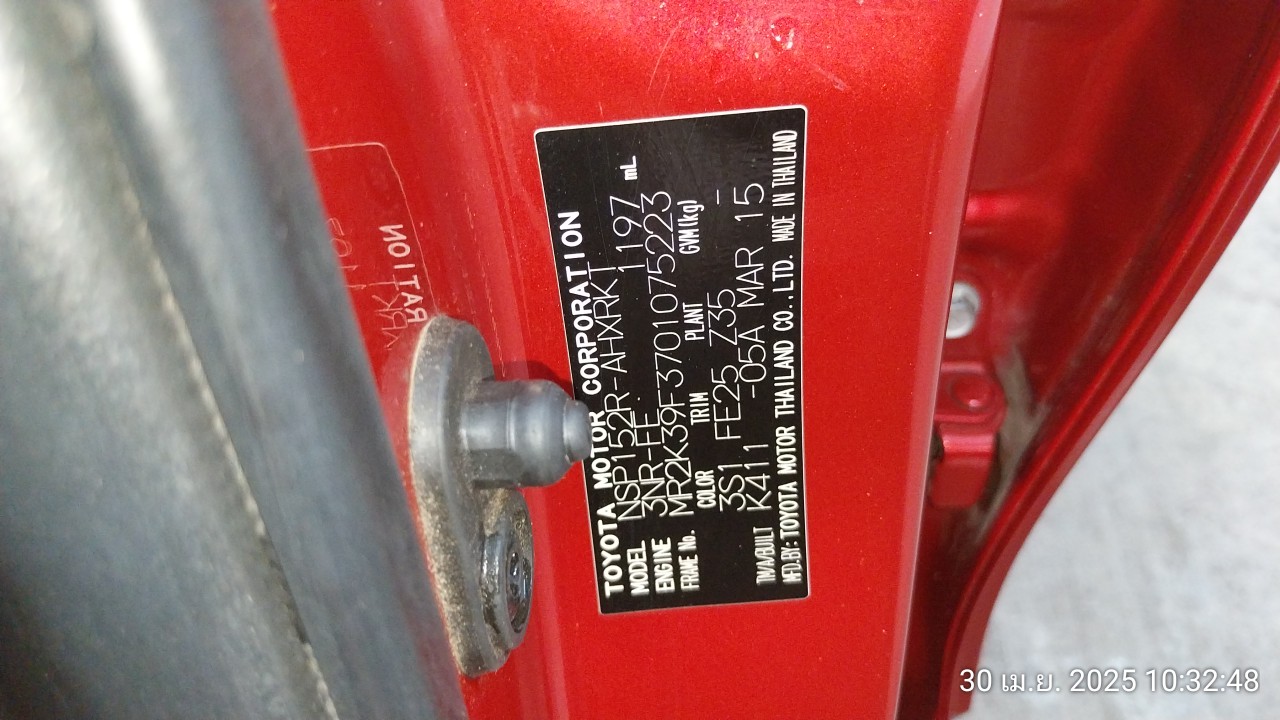 TOYOTA MOTOR CORPORATION
MODEL NSP152R-AHXRKT
ENGINE 3NR-FE 1197 mL
FRAME No. MR2K39F3701075223
COLOR TRIM PLANT GVM(kg)
3S1 FE25 Z35 -
TM/A/BUILT K411 -05A MAR 15
MFD.BY: TOYOTA MOTOR THAILAND CO.,LTD. MADE IN THAILAND
30 เม.ย. 2025 10:32:48